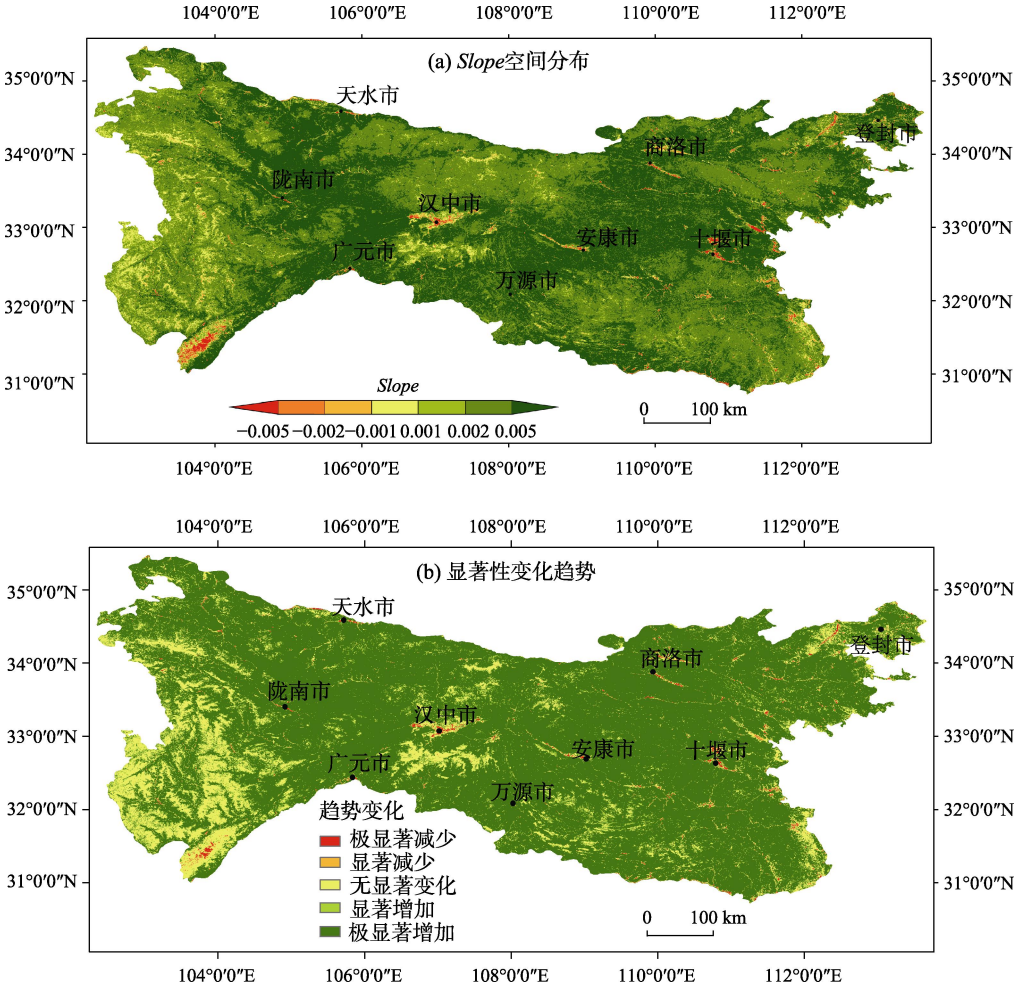 104°0′0″E 106°0′0″E 108°0′0″E 110°0′0″E 112°0′0″E
(a) Slope空间分布
35°0′0″N 35°0′0″N
天水市
登封市
商洛市
34°0′0″N 34°0′0″N
陇南市
汉中市
33°0′0″N 33°0′0″N
安康市 十堰市
广元市
万源市
32°0′0″N 32°0′0″N
31°0′0″N 31°0′0″N
Slope
−0.005 −0.002 −0.001 0.001 0.002 0.005
0 100 km
104°0′0″E 106°0′0″E 108°0′0″E 110°0′0″E 112°0′0″E
104°0′0″E 106°0′0″E 108°0′0″E 110°0′0″E 112°0′0″E
(b) 显著性变化趋势
35°0′0″N 35°0′0″N
天水市
登封市
商洛市
34°0′0″N 34°0′0″N
陇南市
汉中市
33°0′0″N 33°0′0″N
安康市 十堰市
广元市
万源市
32°0′0″N 32°0′0″N
趋势变化
极显著减少
显著减少
31°0′0″N 31°0′0″N
无显著变化
显著增加
极显著增加
0 100 km
104°0′0″E 106°0′0″E 108°0′0″E 110°0′0″E 112°0′0″E